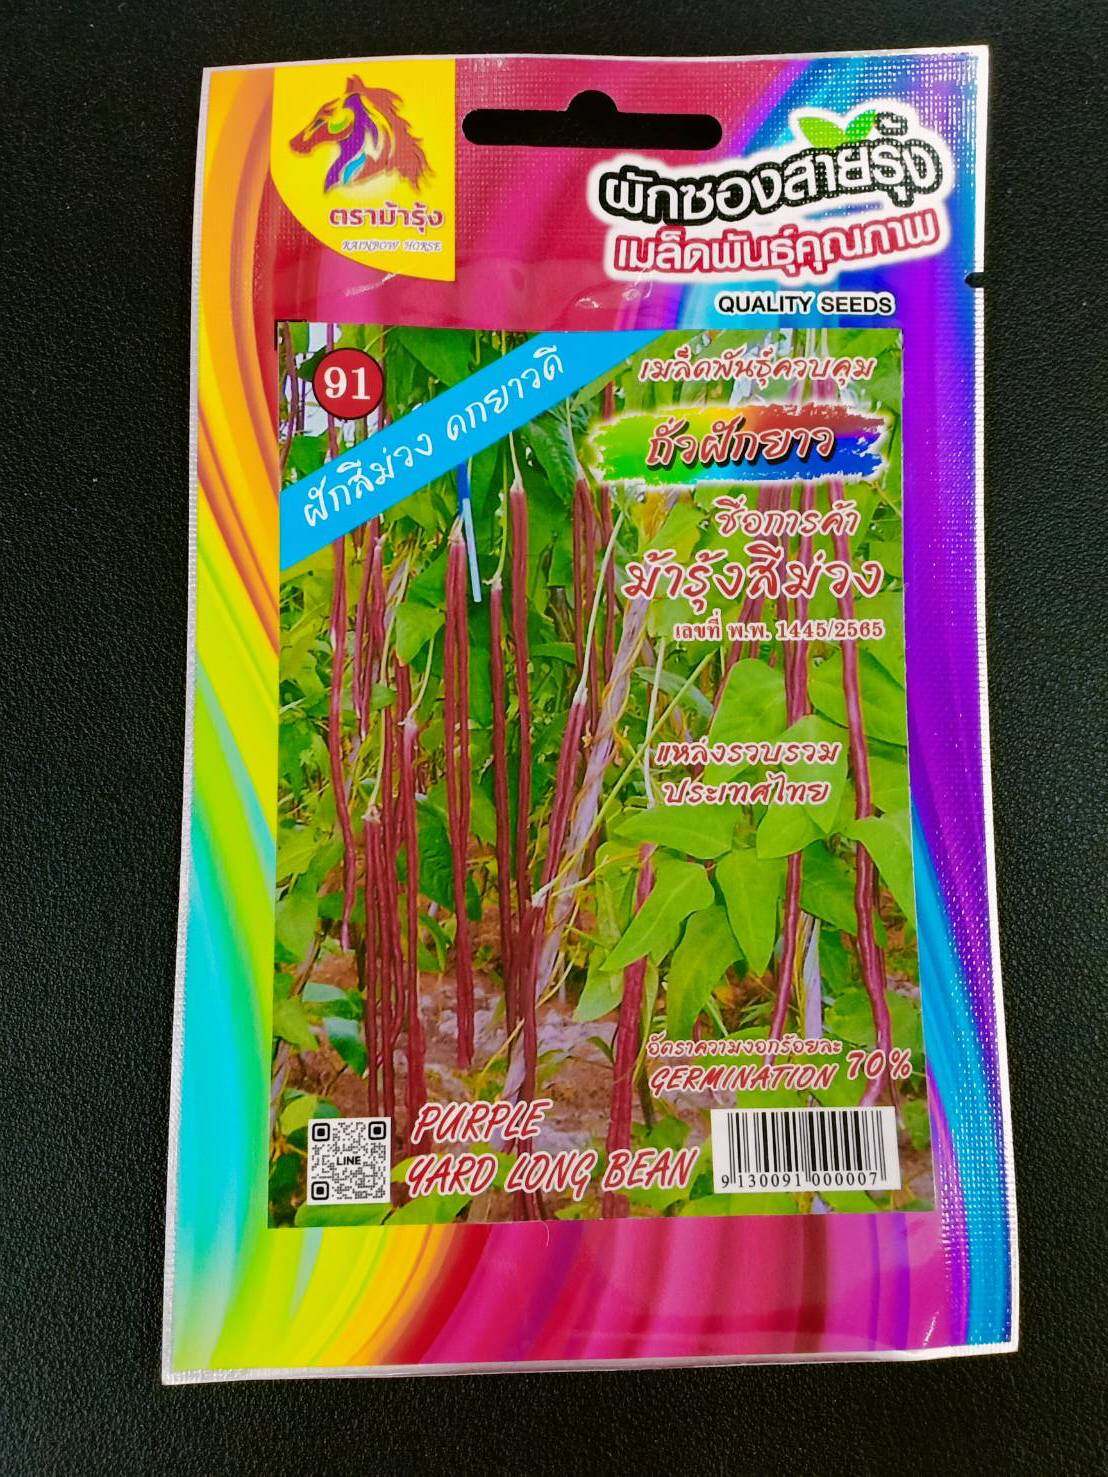 ตราม้ารุ้ง
RAINBOW HORSE
ผักซองสายรุ้ง
เมล็ดพันธุ์คุณภาพ
QUALITY SEEDS
91
ฝักสีม่วง ดกยาวดี
เมล็ดพันธุ์ควบคุม
ถั่วฝักยาว
ชื่อการค้า
ม้ารุ้งสีม่วง
เลขที่ พ.พ. 1445/2565
แหล่งรวบรวม
ประเทศไทย
อัตราความงอกร้อยละ
GERMINATION 70%
PURPLE
YARD LONG BEAN
LINE
9 130091 000007